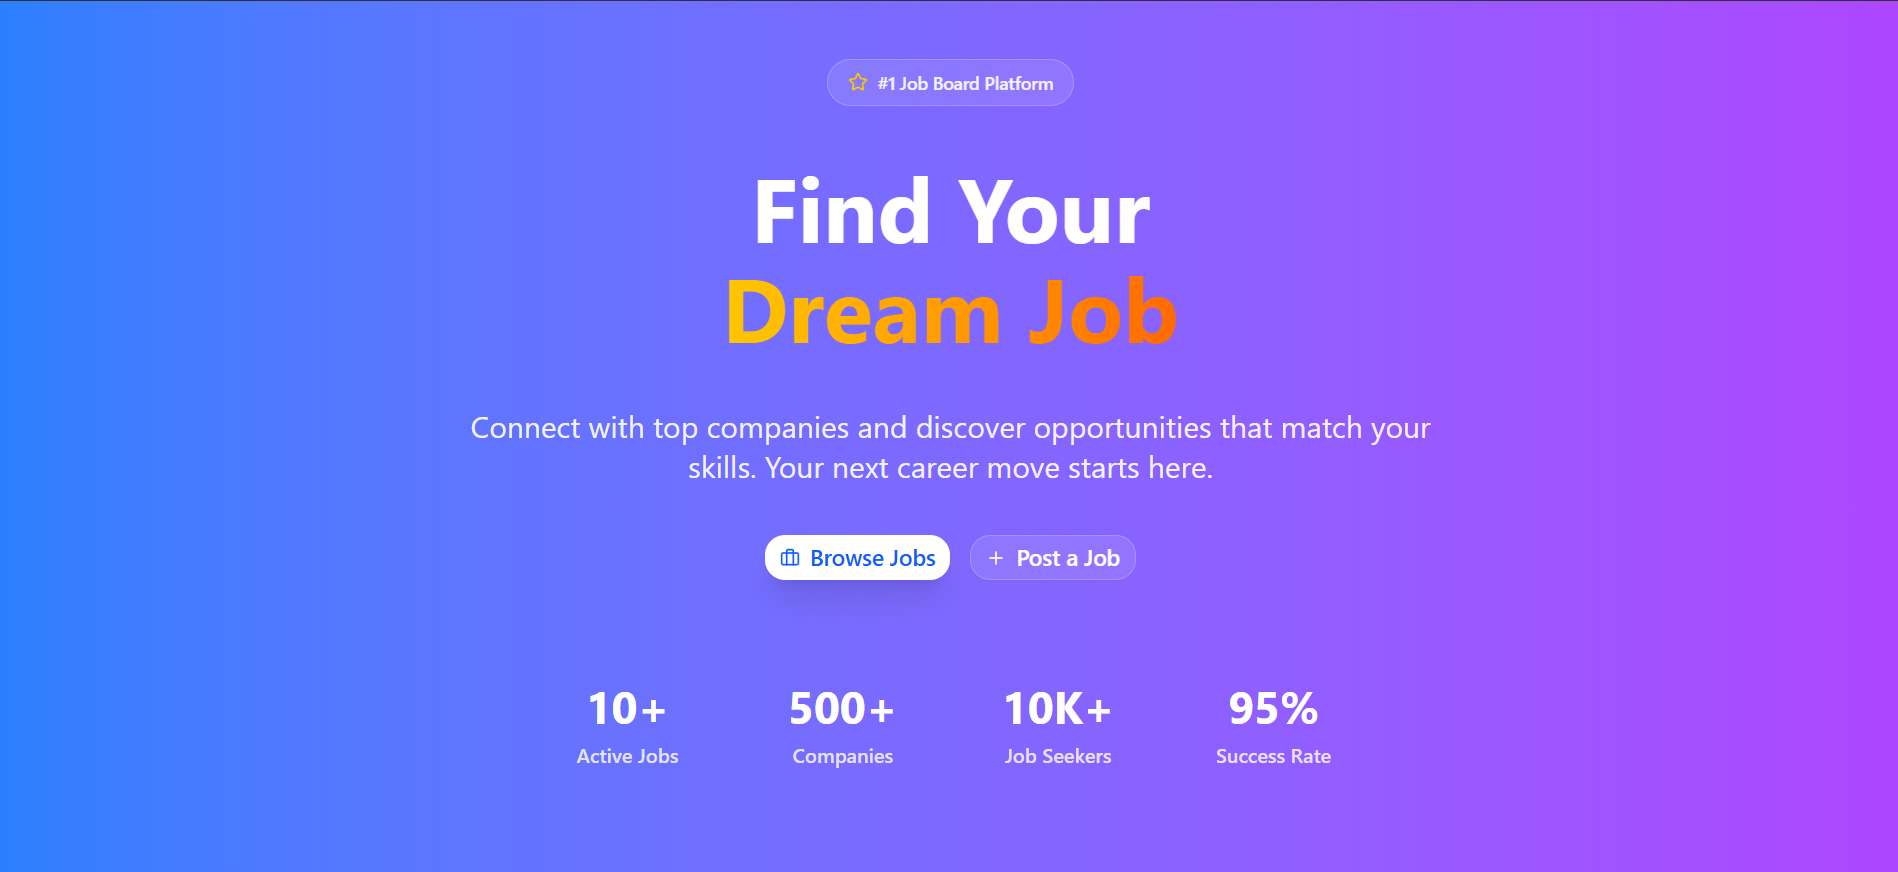 #1 Job Board Platform
Find Your
Dream Job
Connect with top companies and discover opportunities that match your
skills. Your next career move starts here.
Browse Jobs
Post a Job
10+
500+
10K+
95%
Active Jobs
Companies
Job Seekers
Success Rate